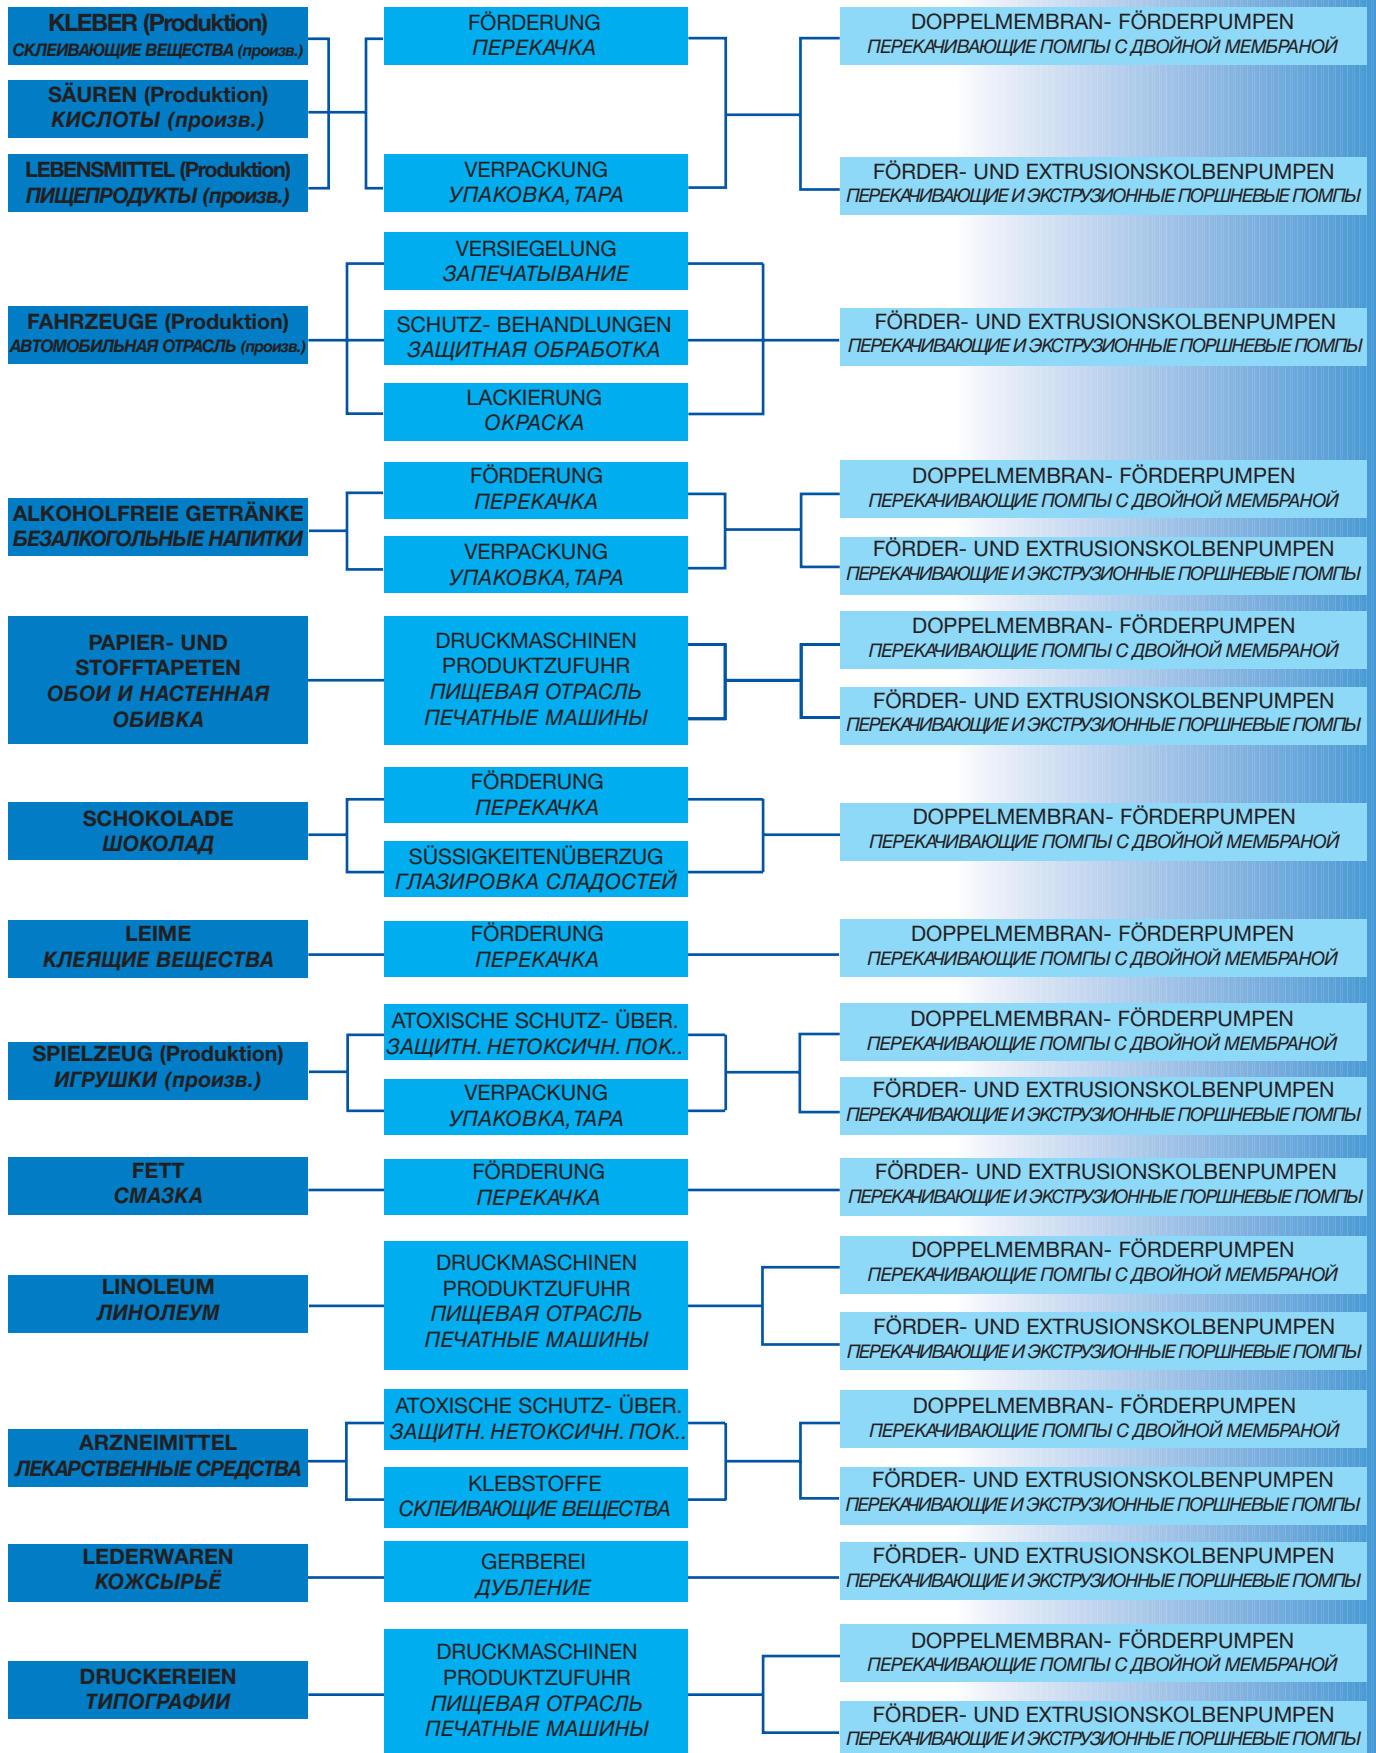 KLEBER (Produktion)
СКЛЕИВАЮЩИЕ ВЕЩЕСТВА (произв.)
SÄUREN (Produktion)
КИСЛОТЫ (произв.)
LEBENSMITTEL (Produktion)
ПИЩЕПРОДУКТЫ (произв.)
FÖRDERUNG
ПЕРЕКАЧКА
VERPACKUNG
УПАКОВКА, ТАРА
DOPPELMEMBRAN- FÖRDERPUMPEN
ПЕРЕКАЧИВАЮЩИЕ ПОМПЫ С ДВОЙНОЙ МЕМБРАНОЙ
FÖRDER- UND EXTRUSIONSKOLBENPUMPEN
ПЕРЕКАЧИВАЮЩИЕ И ЭКСТРУЗИОННЫЕ ПОРШНЕВЫЕ ПОМПЫ
FAHRZEUGE (Produktion)
АВТОМОБИЛЬНАЯ ОТРАСЛЬ (произв.)
VERSIEGELUNG
ЗАПЕЧАТЫВАНИЕ
SCHUTZ- BEHANDLUNGEN
ЗАЩИТНАЯ ОБРАБОТКА
LACKIERUNG
ОКРАСКА
FÖRDER- UND EXTRUSIONSKOLBENPUMPEN
ПЕРЕКАЧИВАЮЩИЕ И ЭКСТРУЗИОННЫЕ ПОРШНЕВЫЕ ПОМПЫ
ALKOHOLFREIE GETRÄNKE
БЕЗАЛКОГОЛЬНЫЕ НАПИТКИ
FÖRDERUNG
ПЕРЕКАЧКА
VERPACKUNG
УПАКОВКА, ТАРА
DOPPELMEMBRAN- FÖRDERPUMPEN
ПЕРЕКАЧИВАЮЩИЕ ПОМПЫ С ДВОЙНОЙ МЕМБРАНОЙ
FÖRDER- UND EXTRUSIONSKOLBENPUMPEN
ПЕРЕКАЧИВАЮЩИЕ И ЭКСТРУЗИОННЫЕ ПОРШНЕВЫЕ ПОМПЫ
PAPIER- UND
STOFFTAPETEN
ОБОИ И НАСТЕННАЯ
ОБИВКА
DRUCKMASCHINEN
PRODUKTZUFUHR
ПИЩЕВАЯ ОТРАСЛЬ
ПЕЧАТНЫЕ МАШИНЫ
DOPPELMEMBRAN- FÖRDERPUMPEN
ПЕРЕКАЧИВАЮЩИЕ ПОМПЫ С ДВОЙНОЙ МЕМБРАНОЙ
FÖRDER- UND EXTRUSIONSKOLBENPUMPEN
ПЕРЕКАЧИВАЮЩИЕ И ЭКСТРУЗИОННЫЕ ПОРШНЕВЫЕ ПОМПЫ
SCHOKOLADE
ШОКОЛАД
FÖRDERUNG
ПЕРЕКАЧКА
SÜSSIGKEITENÜBERZUG
ГЛАЗИРОВКА СЛАДОСТЕЙ
DOPPELMEMBRAN- FÖRDERPUMPEN
ПЕРЕКАЧИВАЮЩИЕ ПОМПЫ С ДВОЙНОЙ МЕМБРАНОЙ
LEIME
КЛЕЯЩИЕ ВЕЩЕСТВА
FÖRDERUNG
ПЕРЕКАЧКА
DOPPELMEMBRAN- FÖRDERPUMPEN
ПЕРЕКАЧИВАЮЩИЕ ПОМПЫ С ДВОЙНОЙ МЕМБРАНОЙ
SPIELZEUG (Produktion)
ИГРУШКИ (произв.)
ATOXISCHE SCHUTZ- ÜBER.
ЗАЩИТН. НЕТОКСИЧН. ПОК..
VERPACKUNG
УПАКОВКА, ТАРА
DOPPELMEMBRAN- FÖRDERPUMPEN
ПЕРЕКАЧИВАЮЩИЕ ПОМПЫ С ДВОЙНОЙ МЕМБРАНОЙ
FÖRDER- UND EXTRUSIONSKOLBENPUMPEN
ПЕРЕКАЧИВАЮЩИЕ И ЭКСТРУЗИОННЫЕ ПОРШНЕВЫЕ ПОМПЫ
FETT
СМАЗКА
FÖRDERUNG
ПЕРЕКАЧКА
FÖRDER- UND EXTRUSIONSKOLBENPUMPEN
ПЕРЕКАЧИВАЮЩИЕ И ЭКСТРУЗИОННЫЕ ПОРШНЕВЫЕ ПОМПЫ
LINOLEUM
ЛИНОЛЕУМ
DRUCKMASCHINEN
PRODUKTZUFUHR
ПИЩЕВАЯ ОТРАСЛЬ
ПЕЧАТНЫЕ МАШИНЫ
DOPPELMEMBRAN- FÖRDERPUMPEN
ПЕРЕКАЧИВАЮЩИЕ ПОМПЫ С ДВОЙНОЙ МЕМБРАНОЙ
FÖRDER- UND EXTRUSIONSKOLBENPUMPEN
ПЕРЕКАЧИВАЮЩИЕ И ЭКСТРУЗИОННЫЕ ПОРШНЕВЫЕ ПОМПЫ
ARZNEIMITTEL
ЛЕКАРСТВЕННЫЕ СРЕДСТВА
ATOXISCHE SCHUTZ- ÜBER.
ЗАЩИТН. НЕТОКСИЧН. ПОК..
KLEBSTOFFE
СКЛЕИВАЮЩИЕ ВЕЩЕСТВА
DOPPELMEMBRAN- FÖRDERPUMPEN
ПЕРЕКАЧИВАЮЩИЕ ПОМПЫ С ДВОЙНОЙ МЕМБРАНОЙ
FÖRDER- UND EXTRUSIONSKOLBENPUMPEN
ПЕРЕКАЧИВАЮЩИЕ И ЭКСТРУЗИОННЫЕ ПОРШНЕВЫЕ ПОМПЫ
LEDERWAREN
КОЖСЫРЬЁ
GERBEREI
ДУБЛЕНИЕ
FÖRDER- UND EXTRUSIONSKOLBENPUMPEN
ПЕРЕКАЧИВАЮЩИЕ И ЭКСТРУЗИОННЫЕ ПОРШНЕВЫЕ ПОМПЫ
DRUCKEREIEN
ТИПОГРАФИИ
DRUCKMASCHINEN
PRODUKTZUFUHR
ПИЩЕВАЯ ОТРАСЛЬ
ПЕЧАТНЫЕ МАШИНЫ
DOPPELMEMBRAN- FÖRDERPUMPEN
ПЕРЕКАЧИВАЮЩИЕ ПОМПЫ С ДВОЙНОЙ МЕМБРАНОЙ
FÖRDER- UND EXTRUSIONSKOLBENPUMPEN
ПЕРЕКАЧИВАЮЩИЕ И ЭКСТРУЗИОННЫЕ ПОРШНЕВЫЕ ПОМПЫ